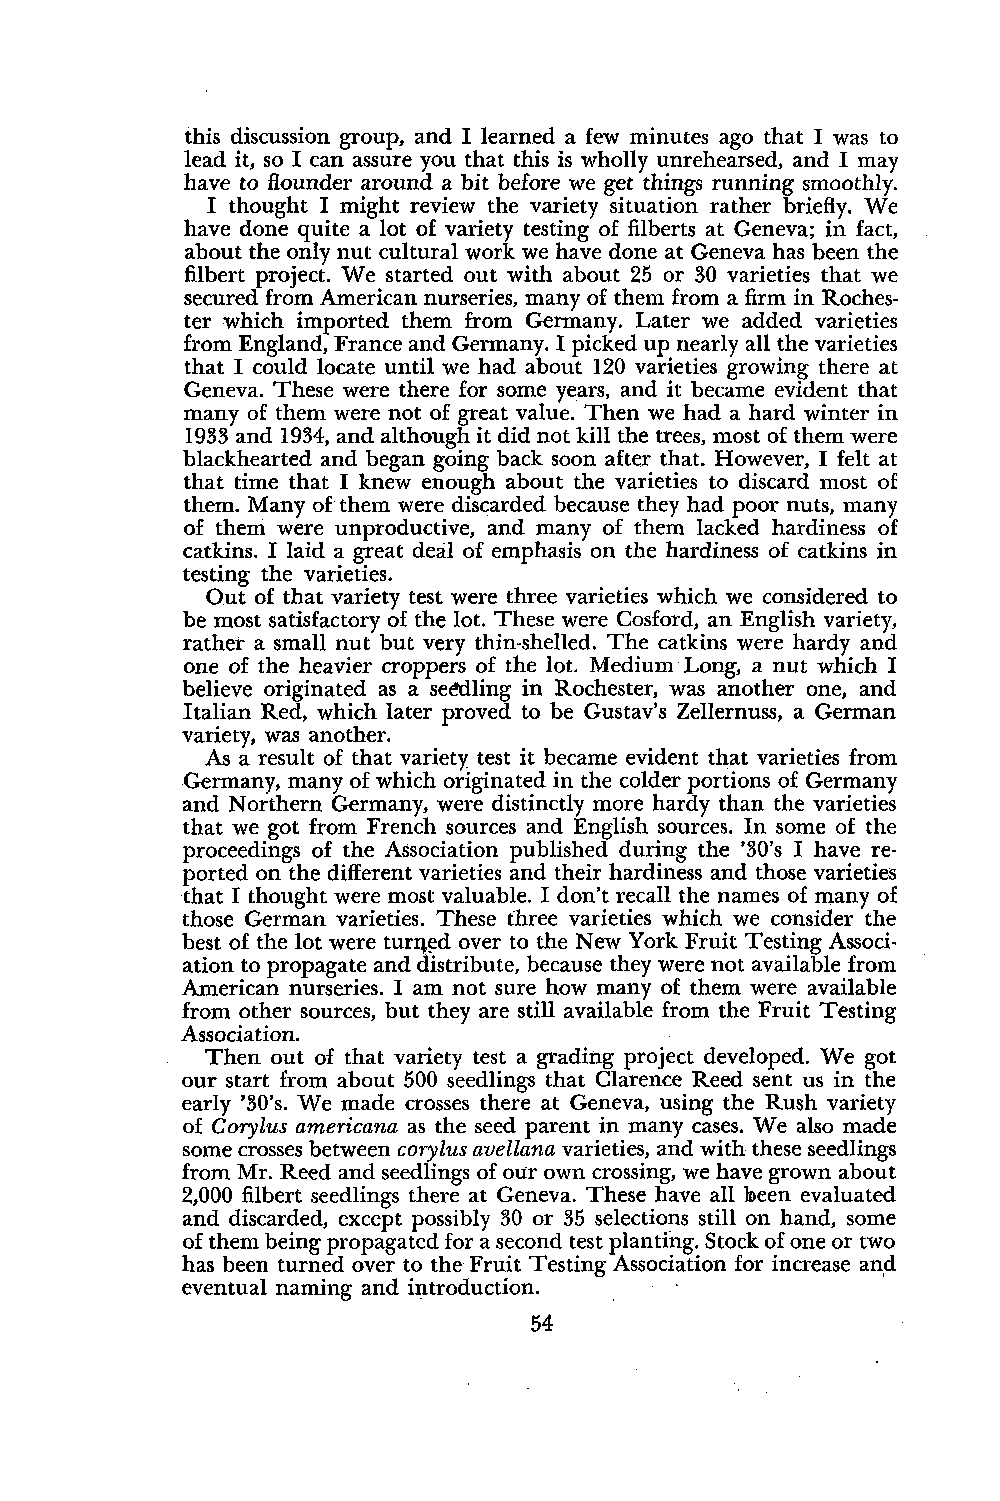 this discussion group, and I learned a few minutes ago that I was to
lead it, so I can assure you that this is wholly unrehearsed, and I may
have to flounder around a bit before we get things running smoothly.
I thought I might review the variety situation rather briefly. We
have done quite a lot of variety testing of filberts at Geneva; in fact,
about the only nut cultural work we have done at Geneva has been the
filbert project. We started out with about 25 or 30 varieties that we
secured from American nurseries, many of them from a firm in Roches-
ter which imported them from Germany. Later we added varieties
from England, France and Germany. I picked up nearly all the varieties
that I could locate until we had about 120 varieties growing there at
Geneva. These were there for some years, and it became evident that
many of them were not of great value. Then we had a hard winter in
1933 and 1934, and although it did not kill the trees, most of them were
blackhearted and began going back soon after that. However, I felt at
that time that I knew enough about the varieties to discard most of
them. Many of them were discarded because they had poor nuts, many
of them were unproductive, and many of them lacked hardiness of
catkins. I laid a great deal of emphasis on the hardiness of catkins in
testing the varieties.
Out of that variety test were three varieties which we considered to
be most satisfactory of the lot. These were Cosford, an English variety,
rather a small nut but very thin-shelled. The catkins were hardy and
one of the heavier croppers of the lot. Medium Long, a nut which I
believe originated as a seedling in Rochester, was another one, and
Italian Red, which later proved to be Gustav's Zellernuss, a German
variety, was another.
As a result of that variety test it became evident that varieties from
Germany, many of which originated in the colder portions of Germany
and Northern Germany, were distinctly more hardy than the varieties
that we got from French sources and English sources. In some of the
proceedings of the Association published during the '30's I have re-
ported on the different varieties and their hardiness and those varieties
that I thought were most valuable. I don't recall the names of many of
those German varieties. These three varieties which we consider the
best of the lot were turned over to the New York Fruit Testing Associ-
ation to propagate and distribute, because they were not available from
American nurseries. I am not sure how many of them were available
from other sources, but they are still available from the Fruit Testing
Association.
Then out of that variety test a grading project developed. We got
our start from about 500 seedlings that Clarence Reed sent us in the
early '30's. We made crosses there at Geneva, using the Rush variety
of Corylus americana as the seed parent in many cases. We also made
some crosses between corylus avellana varieties, and with these seedlings
from Mr. Reed and seedlings of our own crossing, we have grown about
2,000 filbert seedlings there at Geneva. These have all been evaluated
and discarded, except possibly 30 or 35 selections still on hand, some
of them being propagated for a second test planting. Stock of one or two
has been turned over to the Fruit Testing Association for increase and
eventual naming and introduction.
54